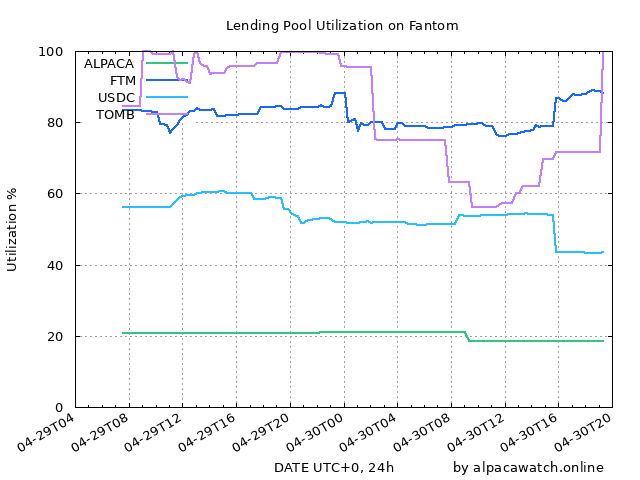 Lending Pool Utilization on Fantom
100
80
60
40
20
0
Utilization %
ALPACA
FTM
USDC
TOMB
04-29T04
04-29T08
04-29T12
04-29T16
04-29T20
04-30T00
04-30T04
04-30T08
04-30T12
04-30T16
04-30T20
DATE UTC+0, 24h
by alpacawatch.online